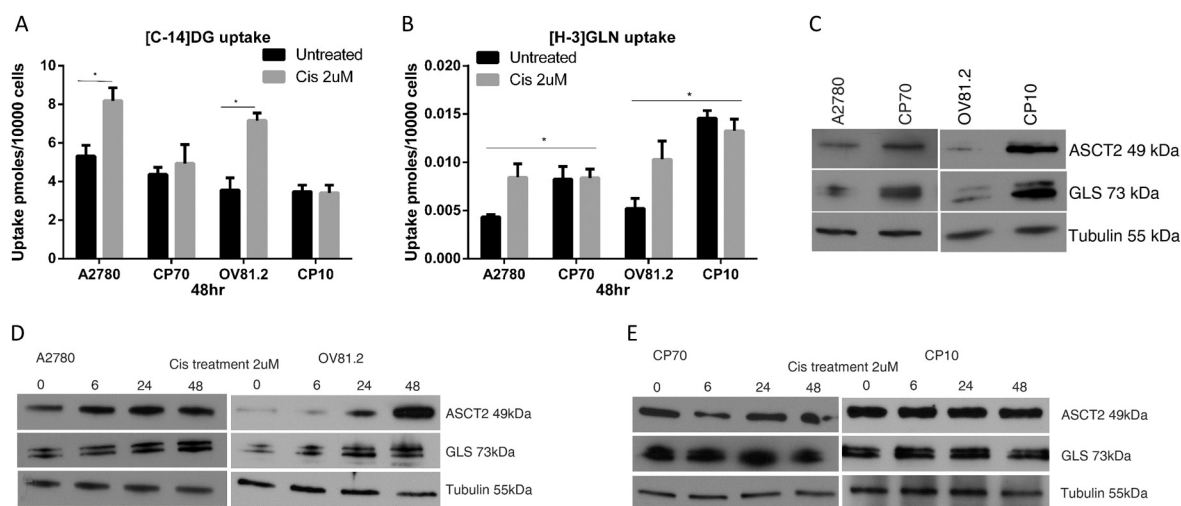 A
[C-14]DG uptake
Untreated
Cis 2uM
Uptake pmoles/10000 cells
10
8
6
4
2
0
*
*
A2780 CP70 OV81.2 CP10
48hr
B
[H-3]GLN uptake
Untreated
Cis 2uM
Uptake pmoles/10000 cells
0.020
0.015
0.010
0.005
0.000
*
*
A2780 CP70 OV81.2 CP10
48hr
C
A2780 CP70 OV81.2 CP10
ASCT2 49 kDa
GLS 73 kDa
Tubulin 55 kDa
D
A2780 Cis treatment 2uM OV81.2
0 6 24 48 0 6 24 48
ASCT2 49kDa
GLS 73kDa
Tubulin 55kDa
E
CP70 Cis treatment 2uM CP10
0 6 24 48 0 6 24 48
ASCT2 49kDa
GLS 73kDa
Tubulin 55kDa